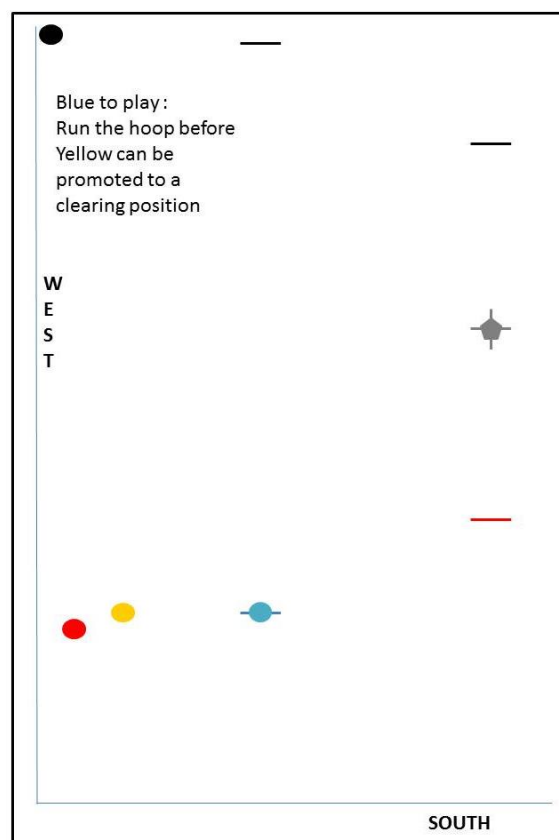 Blue to play :
Run the hoop before
Yellow can be
promoted to a
clearing position
W
E
S
T
SOUTH